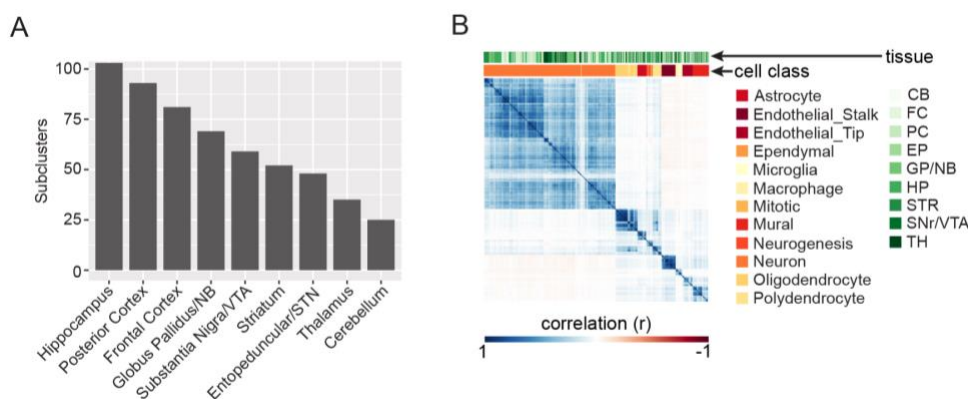 A
Subclusters
100
75
50
25
0
Hippocampus
Posterior Cortex
Frontal Cortex
Globus Pallidus/NB
Substantia Nigra/VTA
Striatum
Entopeduncular/STN
Thalamus
Cerebellum
B
tissue
cell class
Astrocyte
Endothelial_Stalk
Endothelial_Tip
Ependymal
Microglia
Macrophage
Mitotic
Mural
Neurogenesis
Neuron
Oligodendrocyte
Polydendrocyte
CB
FC
PC
EP
GP/NB
HP
STR
SNr/VTA
TH
correlation (r)
1
-1